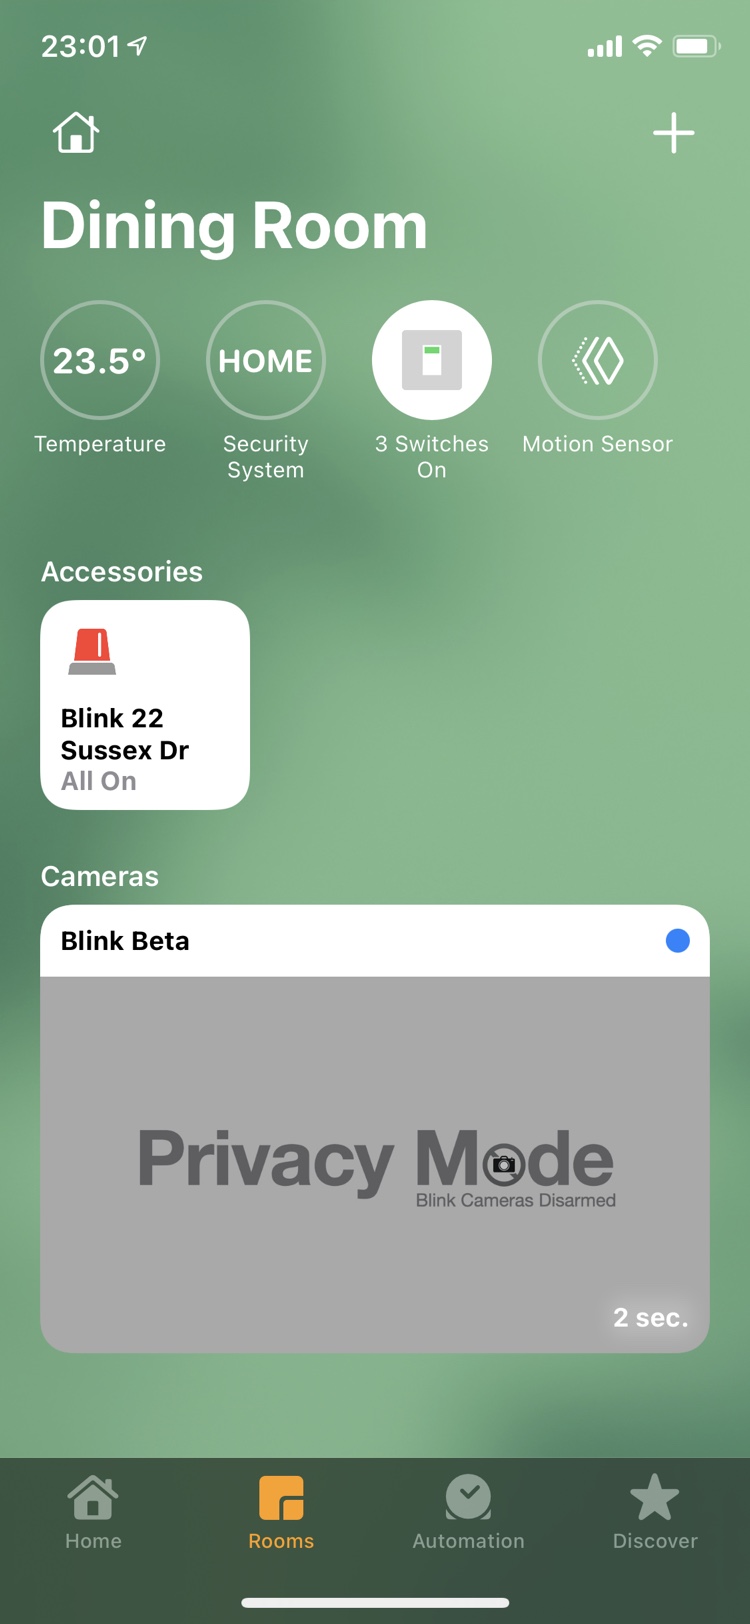 23:01
Dining Room
23.5°
HOME
Temperature
Security
System
3 Switches
On
Motion Sensor
Accessories
Blink 22
Sussex Dr
All On
Cameras
Blink Beta
Privacy Mode
Blink Cameras Disarmed
2 sec.
Home
Rooms
Automation
Discover